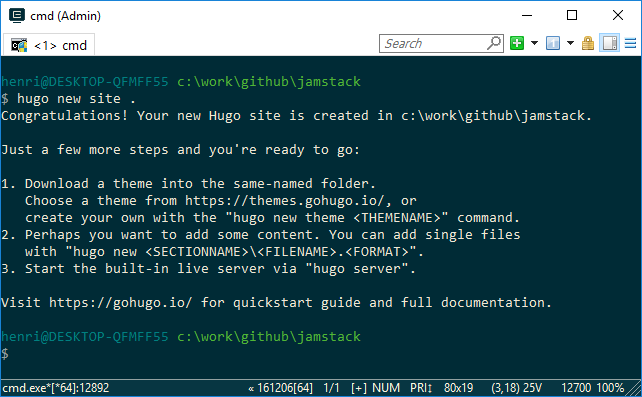 cmd (Admin)
<1> cmd
Search
henri@DESKTOP-QFMFF55 c:\work\github\jamstack
$ hugo new site .
Congratulations! Your new Hugo site is created in c:\work\github\jamstack.
Just a few more steps and you're ready to go:
1. Download a theme into the same-named folder.
Choose a theme from https://themes.gohugo.io/, or
create your own with the "hugo new theme <THEMENAME>" command.
2. Perhaps you want to add some content. You can add single files
with "hugo new <SECTIONNAME>\<FILENAME>.<FORMAT>".
3. Start the built-in live server via "hugo server".
Visit https://gohugo.io/ for quickstart guide and full documentation.
henri@DESKTOP-QFMFF55 c:\work\github\jamstack
$
cmd.exe*[*64]:12892 « 161206[64] 1/1 [+] NUM PRI↕ 80x19 (3,18) 25V 12700 100%